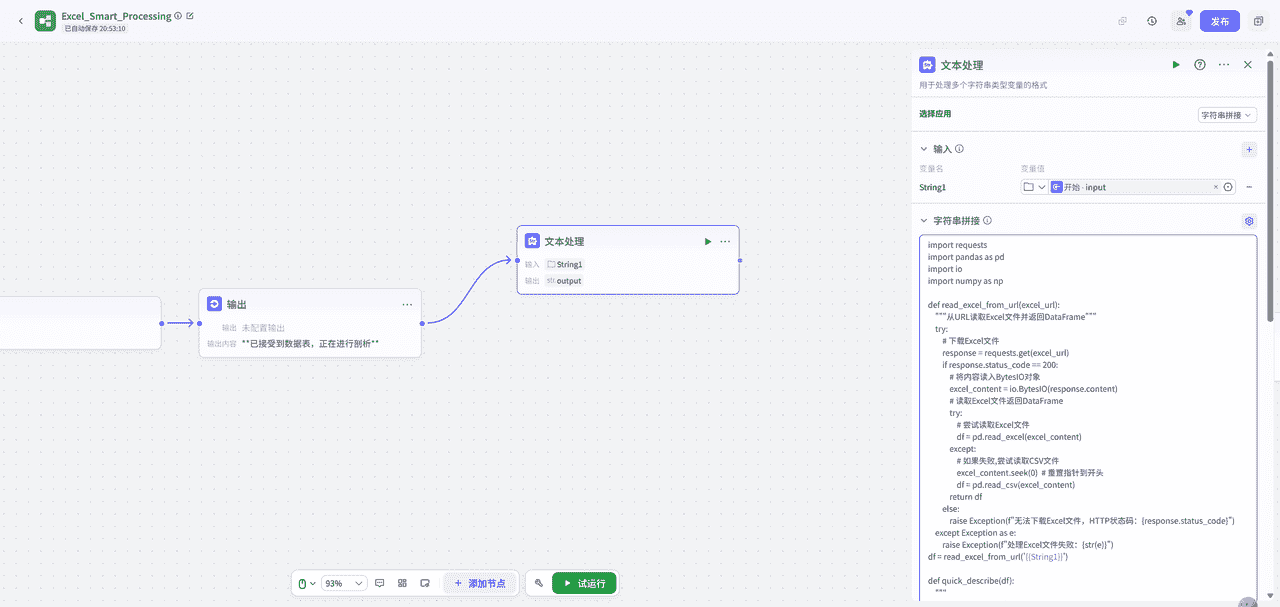 Excel_Smart_Processing
已自动保存 20:53:10
发布
输出
输出 未配置输出
输出内容 **已接受到数据表，正在进行剖析**
文本处理
输入 String1
输出 str. output
93%
添加节点
试运行
文本处理
用于处理多个字符串类型变量的格式
选择应用
字符串拼接
输入
变量名 变量值
String1
开始 · input
字符串拼接
import requests
import pandas as pd
import io
import numpy as np
def read_excel_from_url(excel_url):
"""从URL读取Excel文件并返回DataFrame"""
try:
# 下载Excel文件
response = requests.get(excel_url)
if response.status_code == 200:
# 将内容读入BytesIO对象
excel_content = io.BytesIO(response.content)
# 读取Excel文件返回DataFrame
try:
# 尝试读取Excel文件
df = pd.read_excel(excel_content)
except:
# 如果失败,尝试读取CSV文件
excel_content.seek(0) # 重置指针到开头
df = pd.read_csv(excel_content)
return df
else:
raise Exception(f"无法下载Excel文件，HTTP状态码：{response.status_code}")
except Exception as e:
raise Exception(f"处理Excel文件失败：{str(e)}")
df = read_excel_from_url('{{String1}}')
def quick_describe(df):
"""